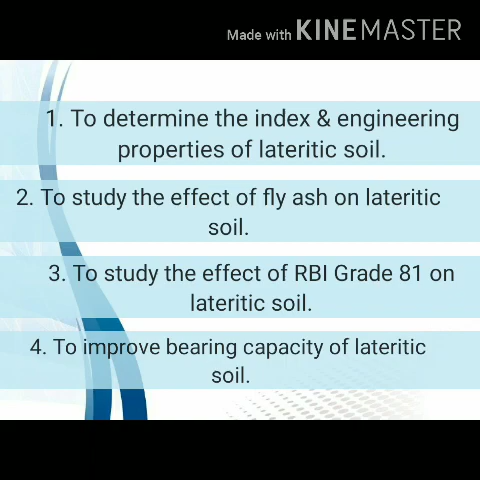 Made with KINEMASTER
1. To determine the index & engineering
properties of lateritic soil.
2. To study the effect of fly ash on lateritic
soil.
3. To study the effect of RBI Grade 81 on
lateritic soil.
4. To improve bearing capacity of lateritic
soil.